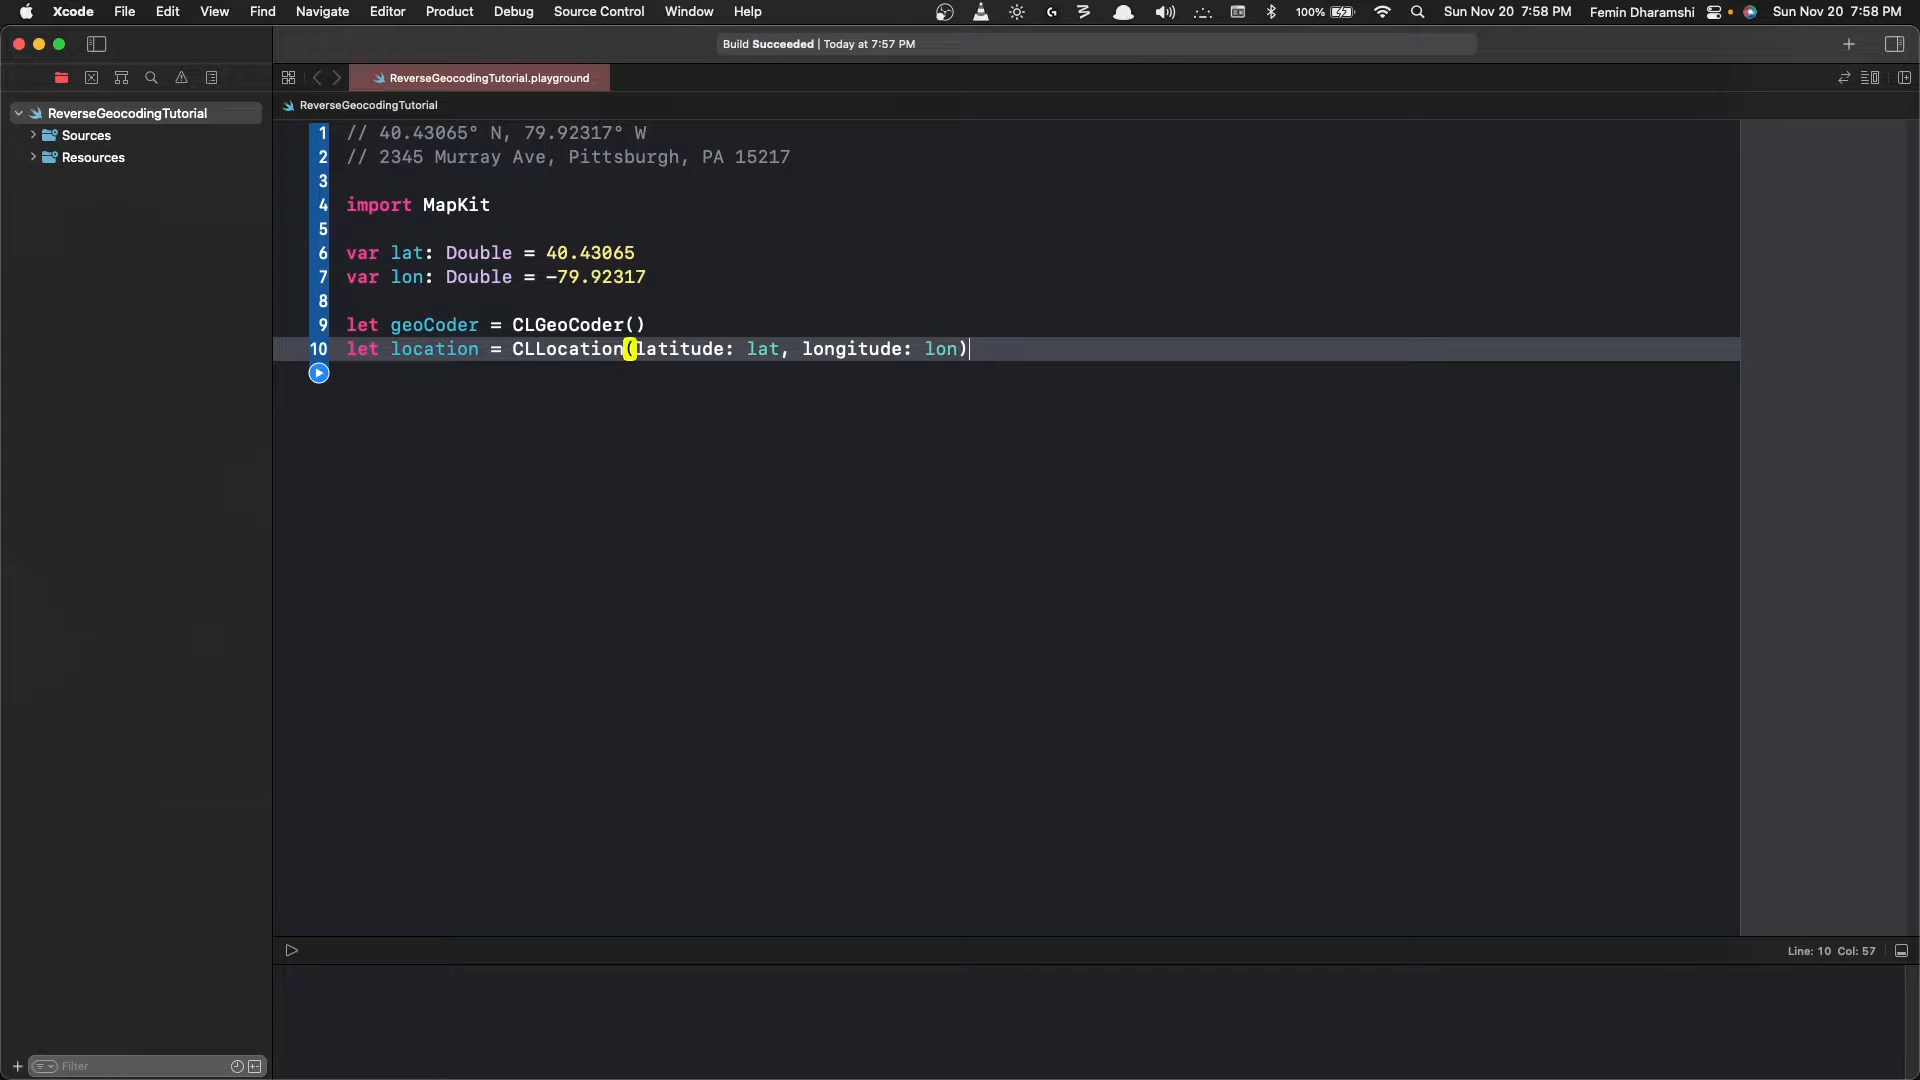 Xcode File Edit View Find Navigate Editor Product Debug Source Control Window Help 100% Sun Nov 20 7:58 PM Femin Dharamshi Sun Nov 20 7:58 PM
Build Succeeded | Today at 7:57 PM
ReverseGeocodingTutorial.playground
ReverseGeocodingTutorial
Sources
Resources
ReverseGeocodingTutorial
1 // 40.43065° N, 79.92317° W
2 // 2345 Murray Ave, Pittsburgh, PA 15217
3
4 import MapKit
5
6 var lat: Double = 40.43065
7 var lon: Double = -79.92317
8
9 let geoCoder = CLGeoCoder()
10 let location = CLLocation(latitude: lat, longitude: lon)
Line: 10 Col: 57
Filter